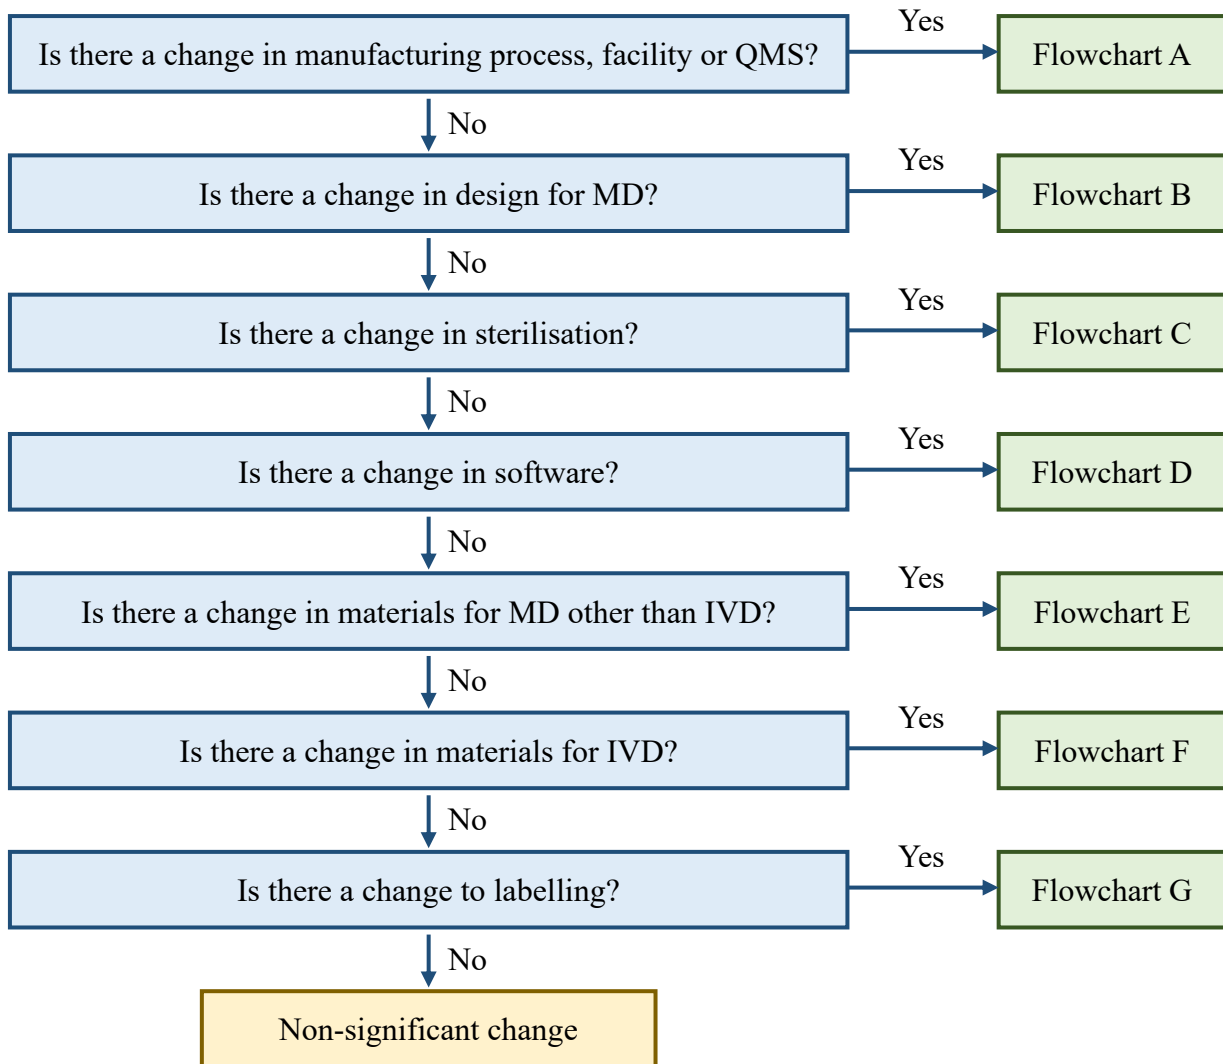 Is there a change in manufacturing process, facility or QMS?
Yes
Flowchart A
No
Is there a change in design for MD?
Yes
Flowchart B
No
Is there a change in sterilisation?
Yes
Flowchart C
No
Is there a change in software?
Yes
Flowchart D
No
Is there a change in materials for MD other than IVD?
Yes
Flowchart E
No
Is there a change in materials for IVD?
Yes
Flowchart F
No
Is there a change to labelling?
Yes
Flowchart G
No
Non-significant change